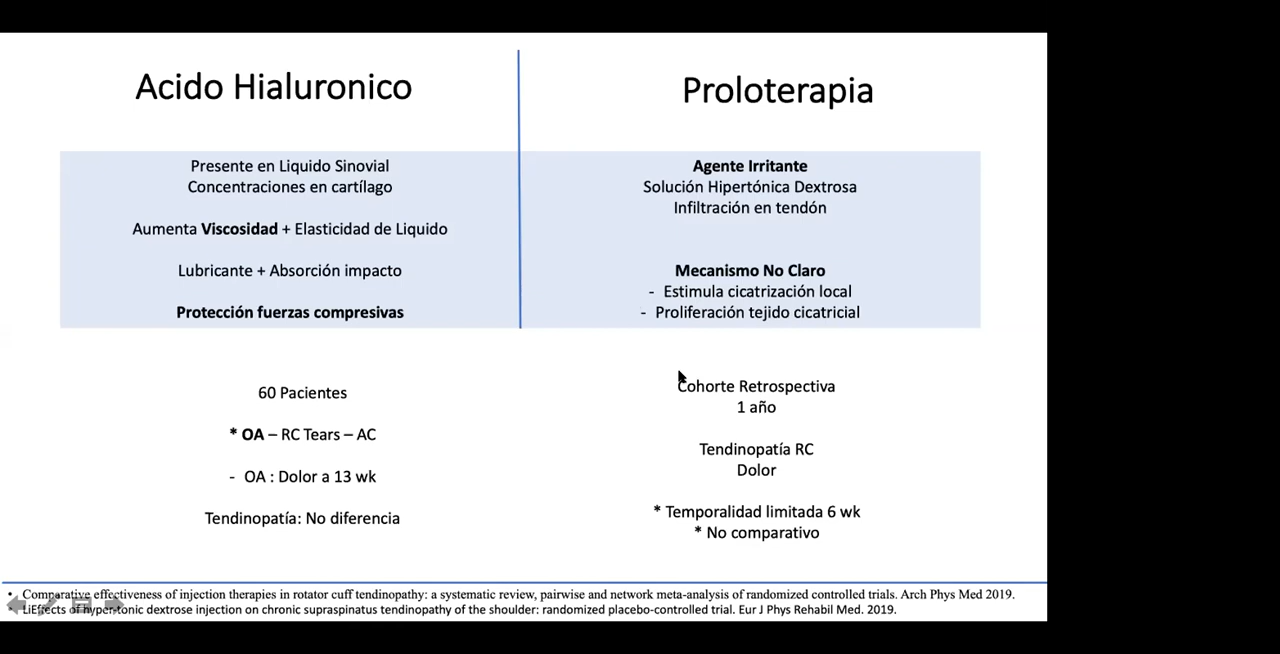 Acido Hialuronico
Presente en Liquido Sinovial
Concentraciones en cartílago
Aumenta Viscosidad + Elasticidad de Liquido
Lubricante + Absorción impacto
Protección fuerzas compresivas
60 Pacientes
* OA – RC Tears – AC
- OA : Dolor a 13 wk
Tendinopatía: No diferencia
Proloterapia
Agente Irritante
Solución Hipertónica Dextrosa
Infiltración en tendón
Mecanismo No Claro
- Estimula cicatrización local
- Proliferación tejido cicatricial
Cohorte Retrospectiva
1 año
Tendinopatía RC
Dolor
* Temporalidad limitada 6 wk
* No comparativo
• Comparative effectiveness of injection therapies in rotator cuff tendinopathy: a systematic review, pairwise and network meta-analysis of randomized controlled trials. Arch Phys Med 2019.
• LiEffects of hypertonic dextrose injection on chronic supraspinatus tendinopathy of the shoulder: randomized placebo-controlled trial. Eur J Phys Rehabil Med. 2019.